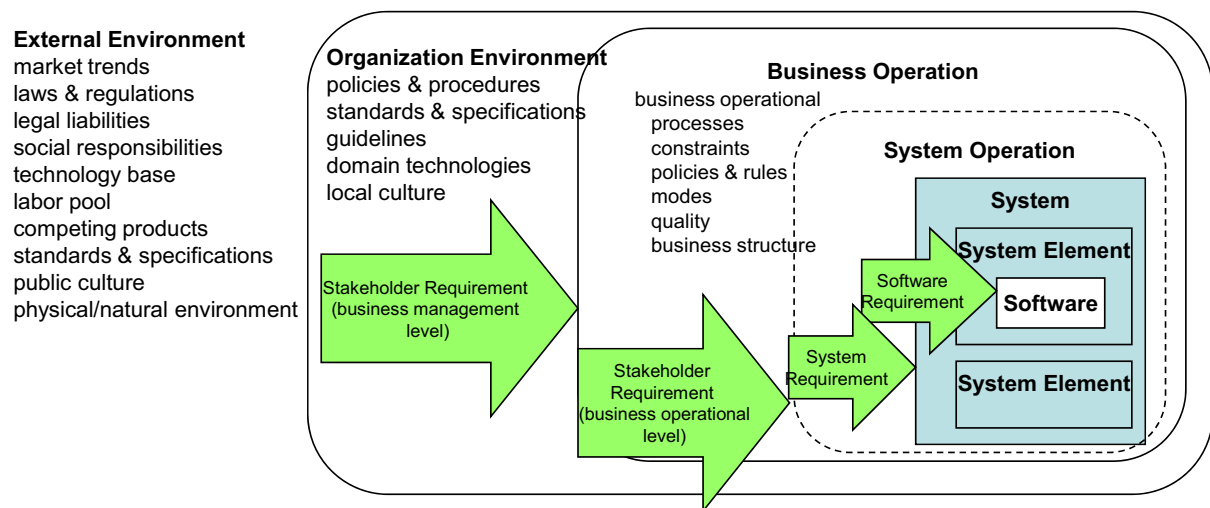 External Environment
market trends
laws & regulations
legal liabilities
social responsibilities
technology base
labor pool
competing products
standards & specifications
public culture
physical/natural environment
Organization Environment
policies & procedures
standards & specifications
guidelines
domain technologies
local culture
Stakeholder Requirement
(business management
level)
Business Operation
business operational
processes
constraints
policies & rules
modes
quality
business structure
Stakeholder
Requirement
(business operational
level)
System Operation
System
Requirement
Software
Requirement
System
System Element
Software
System Element